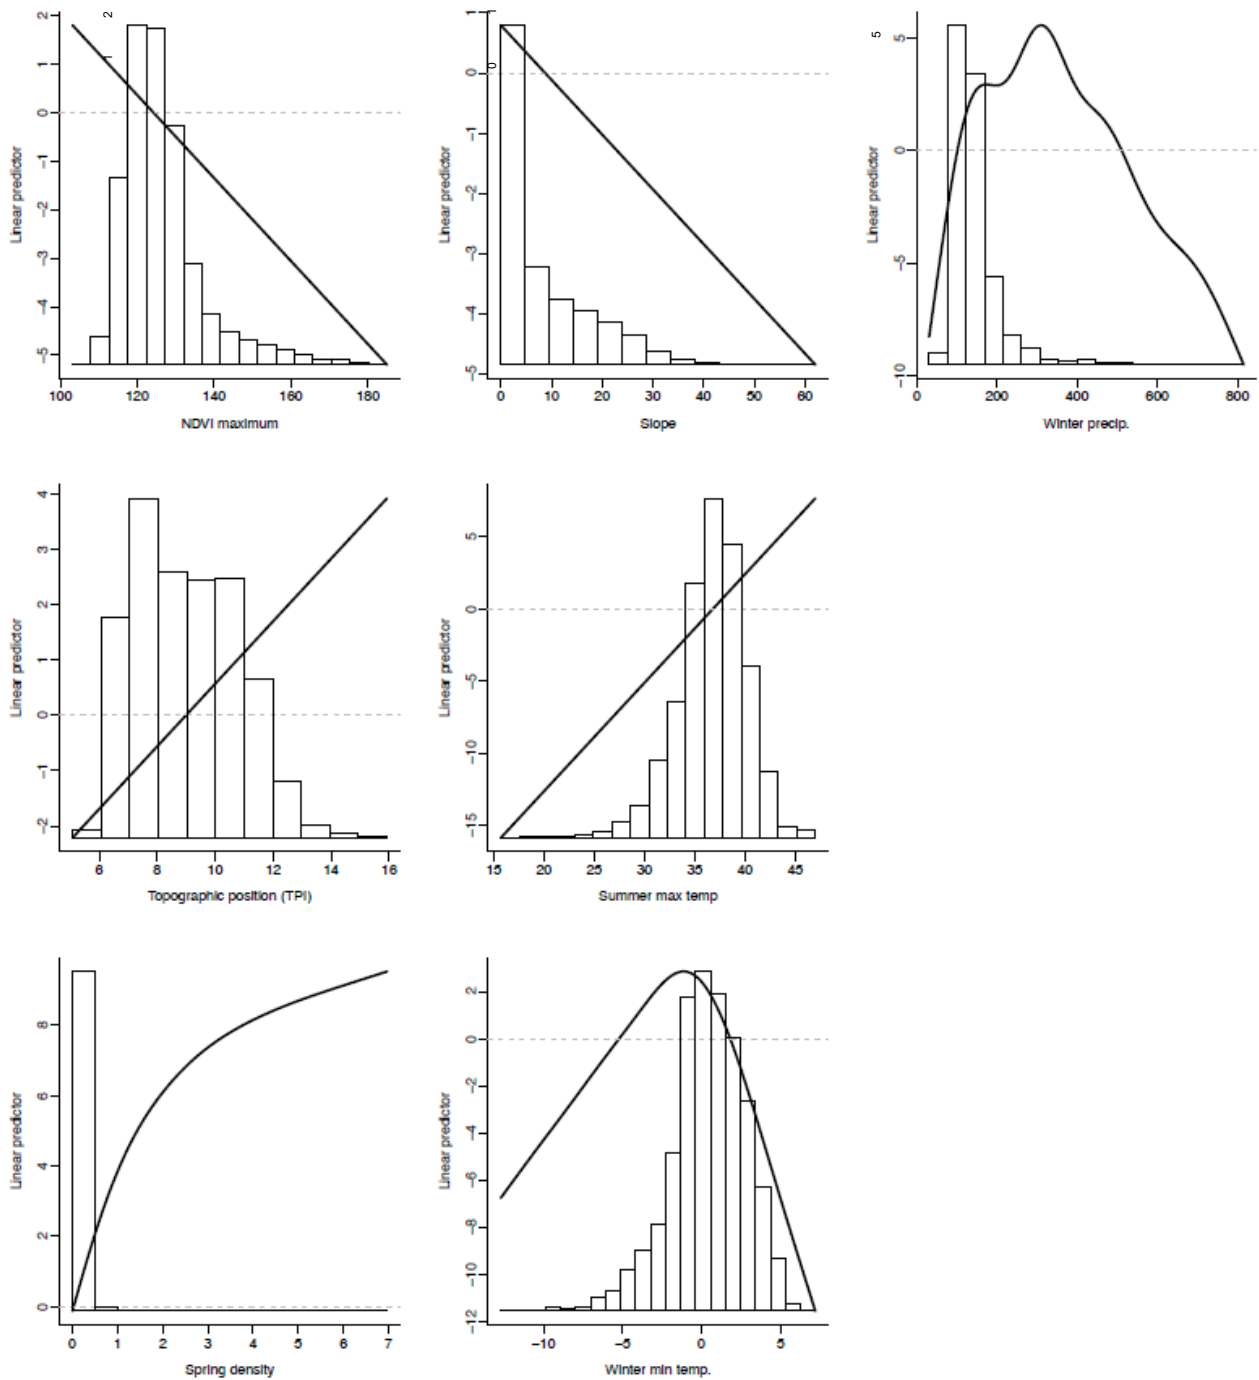 2
1
0
5
Linear predictor
2
1
0
−1
−2
−3
−4
−5
100 120 140 160 180
NDVI maximum
Linear predictor
1
0
−1
−2
−3
−4
−5
0 10 20 30 40 50 60
Slope
Linear predictor
5
0
−5
−10
0 200 400 600 800
Winter precip.
Linear predictor
4
3
2
1
0
−1
−2
6 8 10 12 14 16
Topographic position (TPI)
Linear predictor
5
0
−5
−10
−15
15 20 25 30 35 40 45
Summer max temp
Linear predictor
8
6
4
2
0
0 1 2 3 4 5 6 7
Spring density
Linear predictor
2
0
−2
−4
−6
−8
−10
−12
−10 −5 0 5
Winter min temp.